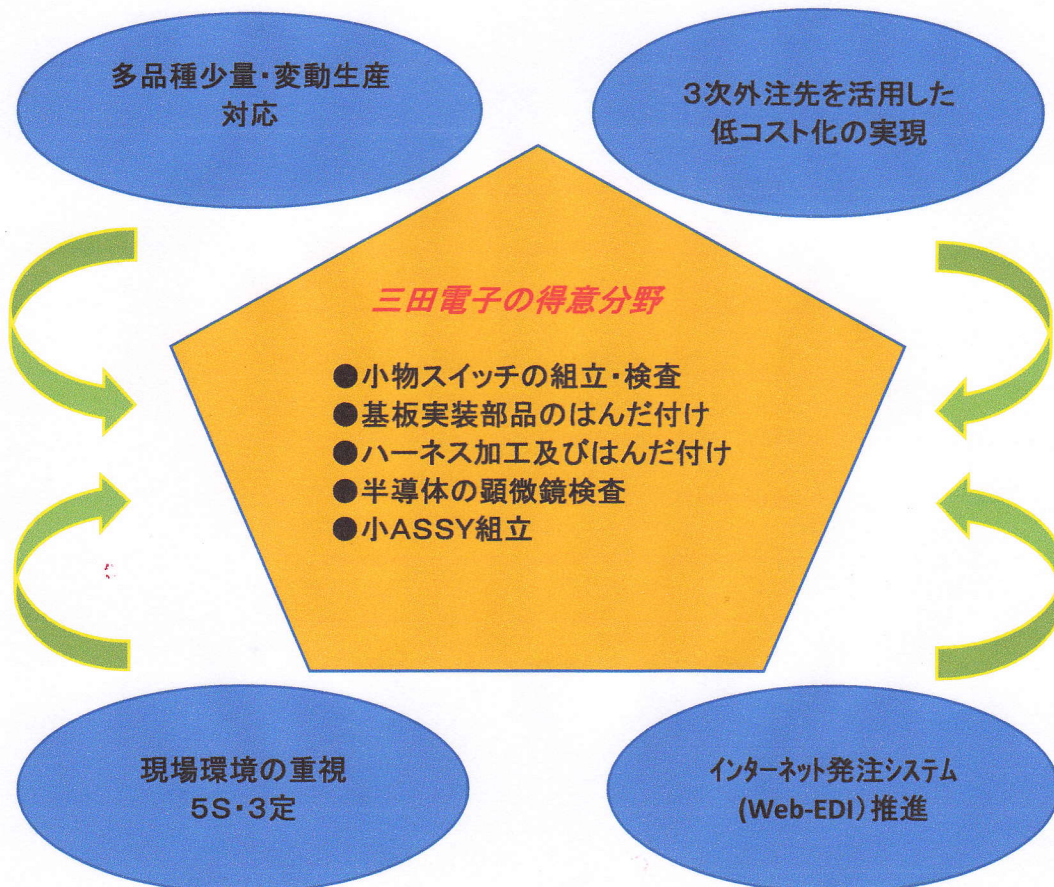 多品種少量・変動生産
対応
3次外注先を活用した
低コスト化の実現
三田電子の得意分野
●小物スイッチの組立・検査
●基板実装部品のはんだ付け
●ハーネス加工及びはんだ付け
●半導体の顕微鏡検査
●小ASSY組立
現場環境の重視
5S・3定
インターネット発注システム
(Web-EDI)推進